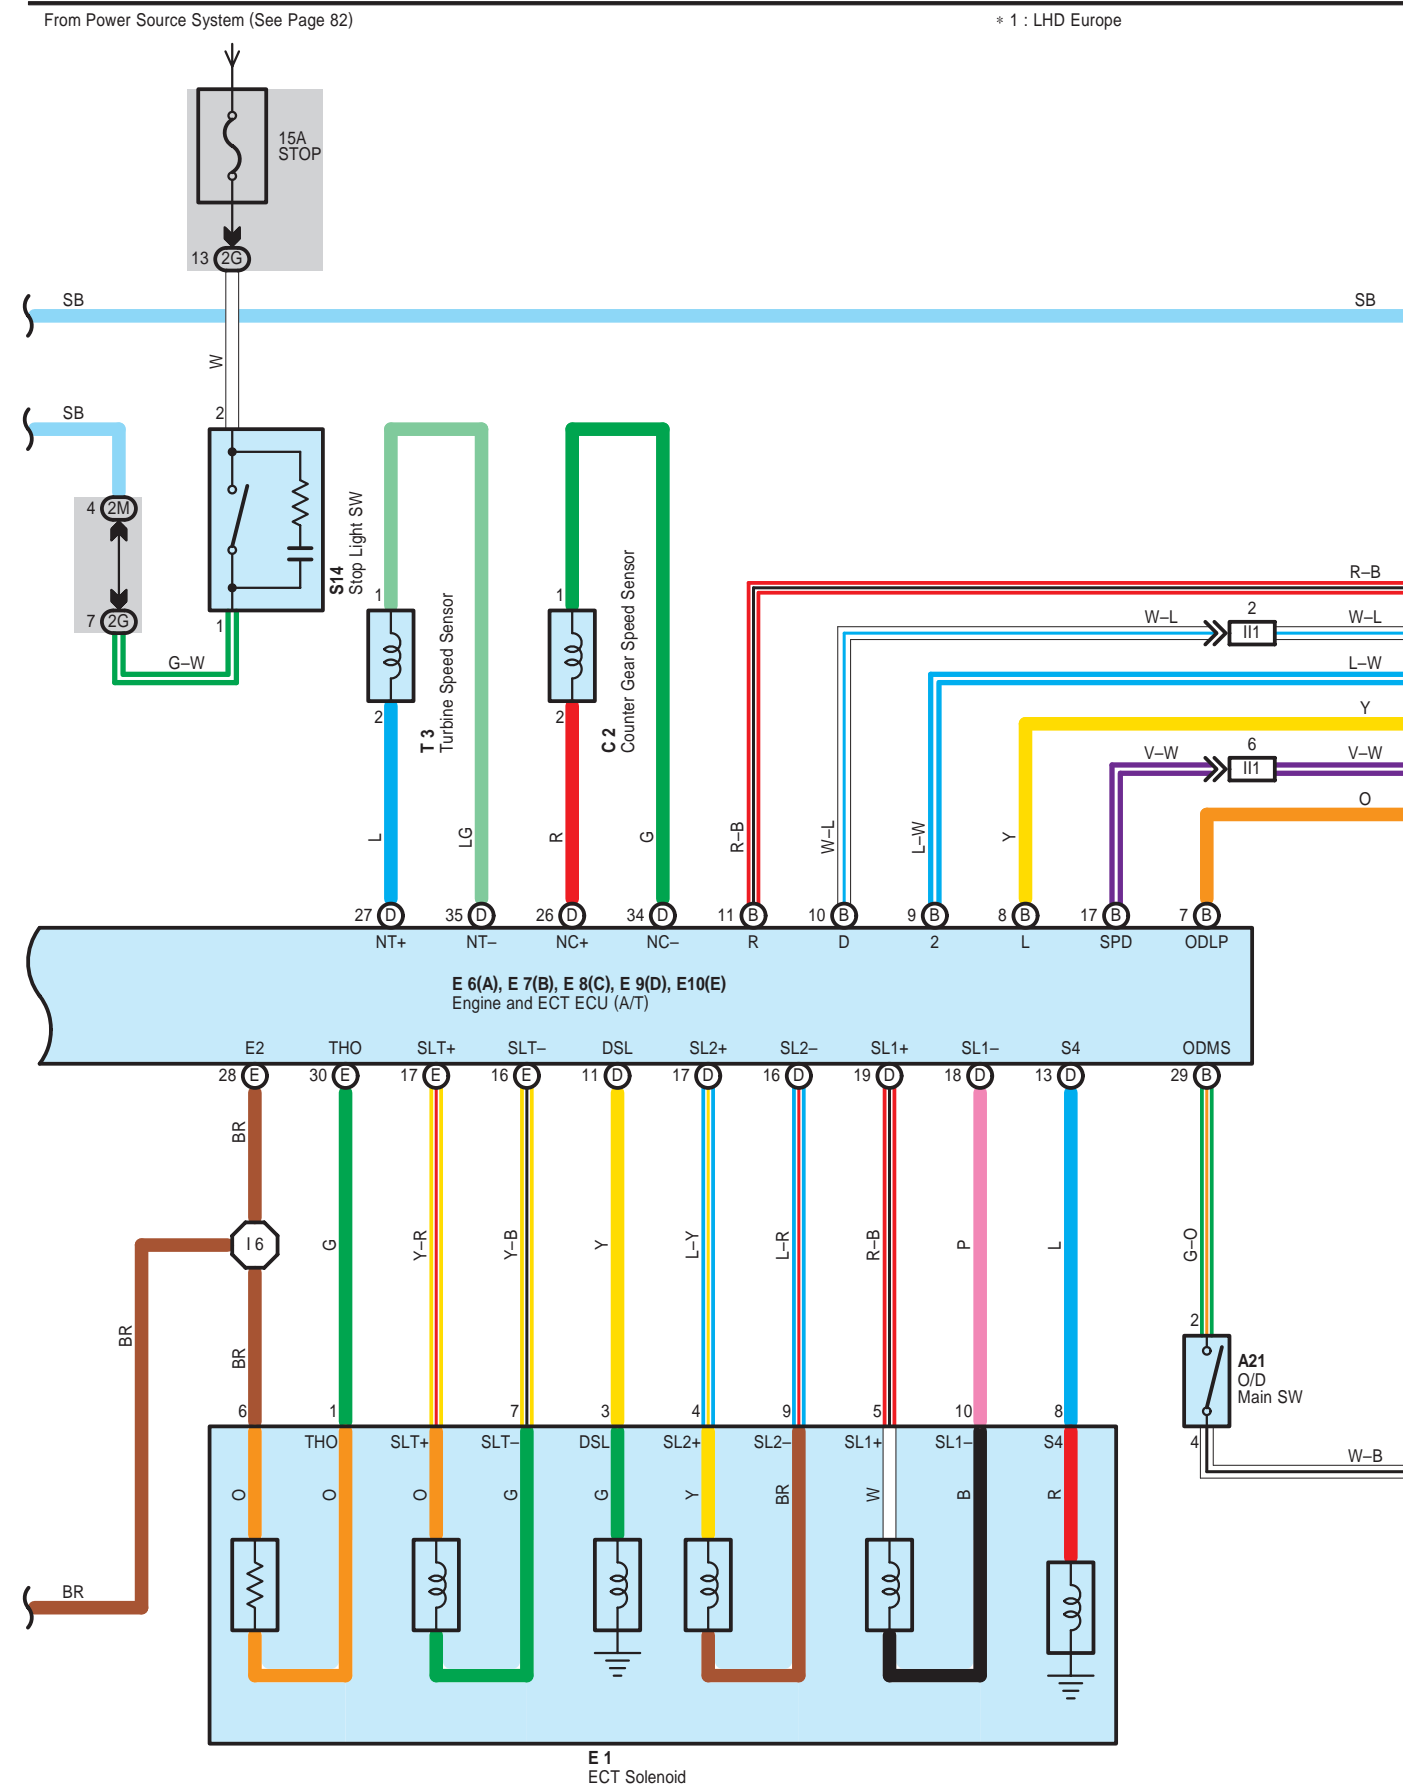 From Power Source System (See Page 82)
* 1 : LHD Europe
15A
STOP
13 2G
SB
SB
W
SB
2
4 2M
7 2G
1
G–W
S14
Stop Light SW
1
2
T 3
Turbine Speed Sensor
1
2
C 2
Counter Gear Speed Sensor
R–B
W–L
2
II1
W–L
L–W
Y
V–W
6
II1
V–W
O
L
LG
R
G
R–B
W–L
L–W
Y
27 D
35 D
26 D
34 D
11 B
10 B
9 B
8 B
17 B
7 B
NT+
NT–
NC+
NC–
R
D
2
L
SPD
ODLP
E 6(A), E 7(B), E 8(C), E 9(D), E10(E)
Engine and ECT ECU (A/T)
E2
THO
SLT+
SLT–
DSL
SL2+
SL2–
SL1+
SL1–
S4
ODMS
28 E
30 E
17 E
16 E
11 D
17 D
16 D
19 D
18 D
13 D
29 B
BR
I 6
BR
BR
G
Y–R
Y–B
Y
L–Y
L–R
R–B
P
L
G–O
2
A21
O/D
Main SW
4
W–B
6
1
7
3
4
9
5
10
8
THO
SLT+
SLT–
DSL
SL2+
SL2–
SL1+
SL1–
S4
O
O
O
G
G
Y
BR
W
B
R
BR
E 1
ECT Solenoid